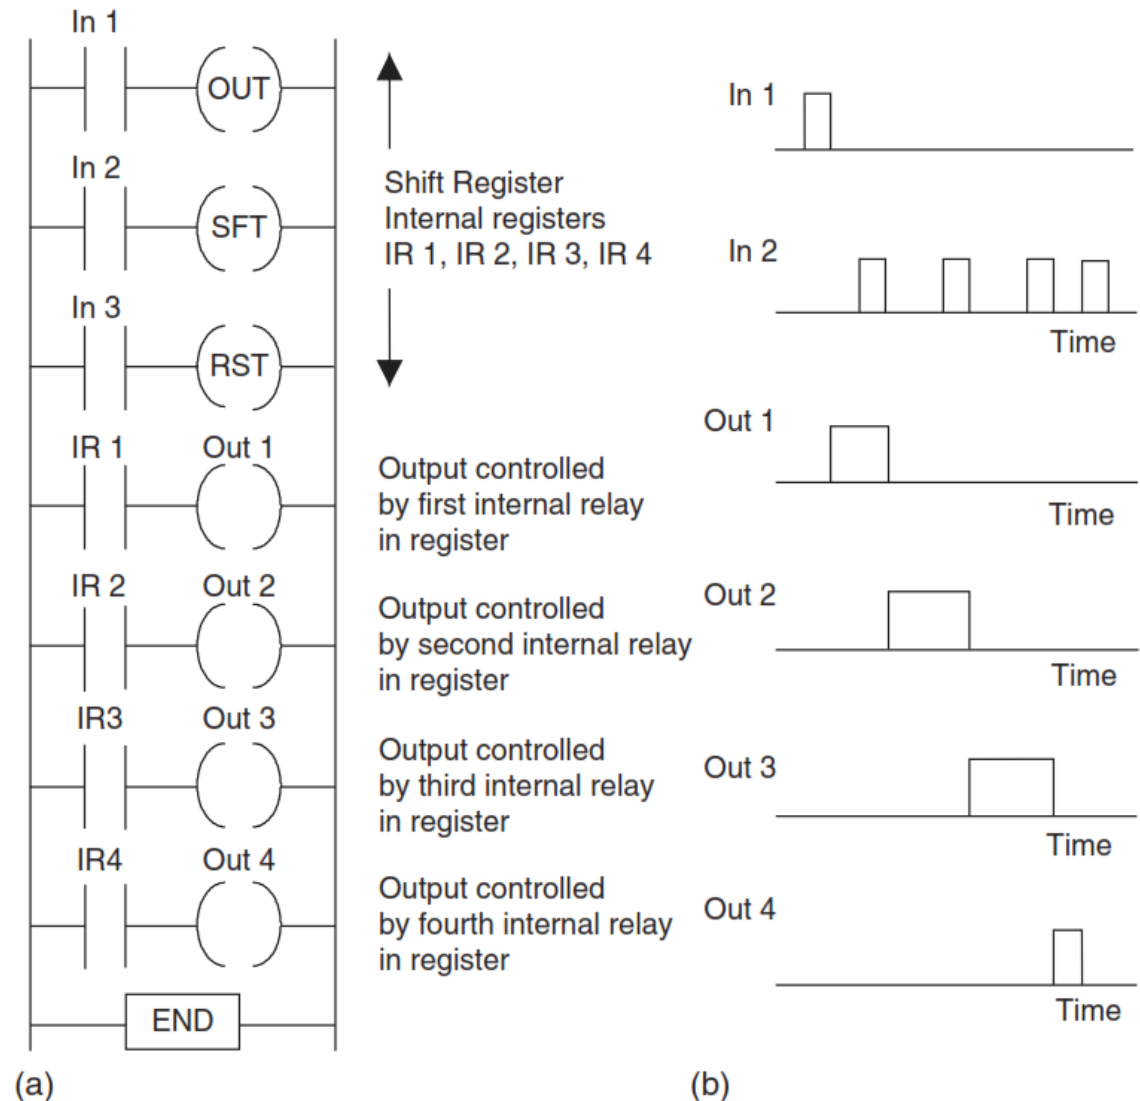 In 1
OUT
In 2
SFT
In 3
RST
IR 1
Out 1
IR 2
Out 2
IR3
Out 3
IR4
Out 4
END
(a)
Shift Register
Internal registers
IR 1, IR 2, IR 3, IR 4
Output controlled
by first internal relay
in register
Output controlled
by second internal relay
in register
Output controlled
by third internal relay
in register
Output controlled
by fourth internal relay
in register
In 1
In 2
Time
Out 1
Time
Out 2
Time
Out 3
Time
Out 4
Time
(b)